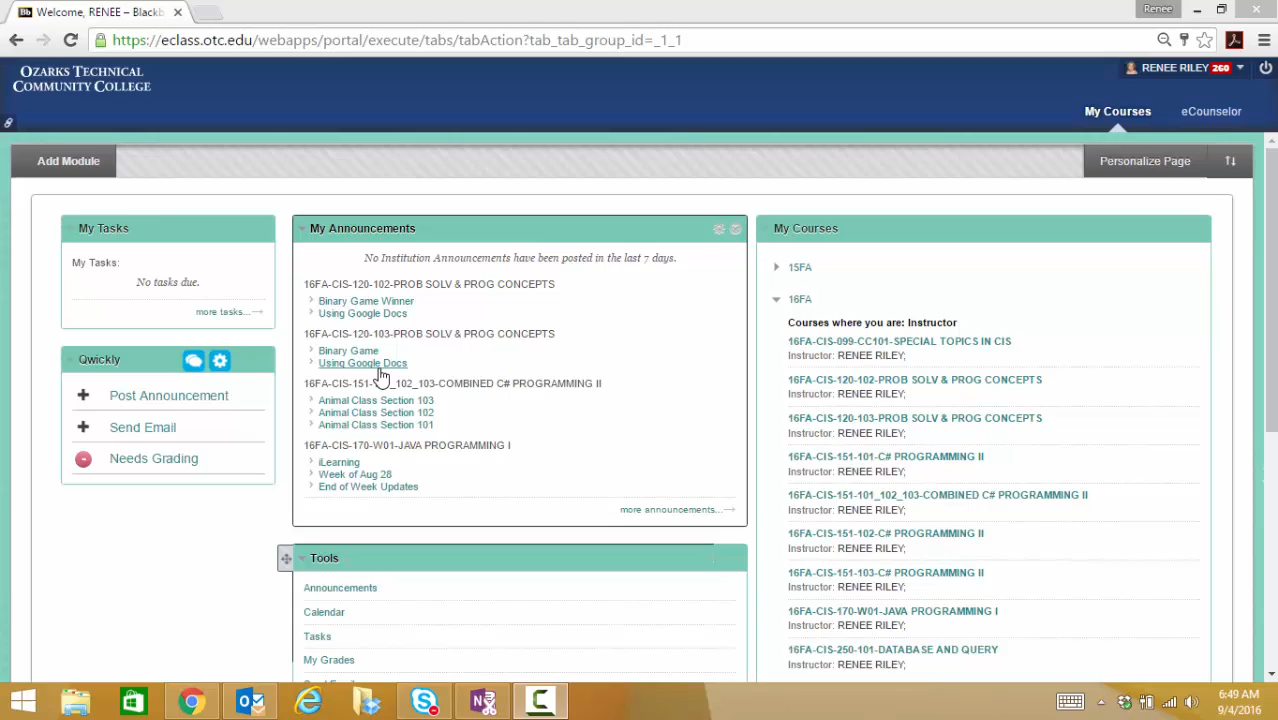 Welcome, RENEE – Blackb
Renee
https://eclass.otc.edu/webapps/portal/execute/tabs/tabAction?tab_tab_group_id=_1_1
OZARKS TECHNICAL
COMMUNITY COLLEGE
RENEE RILEY 260
My Courses
eCounselor
Add Module
Personalize Page
My Tasks
My Tasks:
No tasks due.
more tasks...
Qwickly
Post Announcement
Send Email
Needs Grading
My Announcements
No Institution Announcements have been posted in the last 7 days.
16FA-CIS-120-102-PROB SOLV & PROG CONCEPTS
Binary Game Winner
Using Google Docs
16FA-CIS-120-103-PROB SOLV & PROG CONCEPTS
Binary Game
Using Google Docs
16FA-CIS-151- _102_103-COMBINED C# PROGRAMMING II
Animal Class Section 103
Animal Class Section 102
Animal Class Section 101
16FA-CIS-170-W01-JAVA PROGRAMMING I
iLearning
Week of Aug 28
End of Week Updates
more announcements...
Tools
Announcements
Calendar
Tasks
My Grades
My Courses
15FA
16FA
Courses where you are: Instructor
16FA-CIS-099-CC101-SPECIAL TOPICS IN CIS
Instructor: RENEE RILEY;
16FA-CIS-120-102-PROB SOLV & PROG CONCEPTS
Instructor: RENEE RILEY;
16FA-CIS-120-103-PROB SOLV & PROG CONCEPTS
Instructor: RENEE RILEY;
16FA-CIS-151-101-C# PROGRAMMING II
Instructor: RENEE RILEY;
16FA-CIS-151-101_102_103-COMBINED C# PROGRAMMING II
Instructor: RENEE RILEY;
16FA-CIS-151-102-C# PROGRAMMING II
Instructor: RENEE RILEY;
16FA-CIS-151-103-C# PROGRAMMING II
Instructor: RENEE RILEY;
16FA-CIS-170-W01-JAVA PROGRAMMING I
Instructor: RENEE RILEY;
16FA-CIS-250-101-DATABASE AND QUERY
Instructor: RENEE RILEY;
6:49 AM
9/4/2016